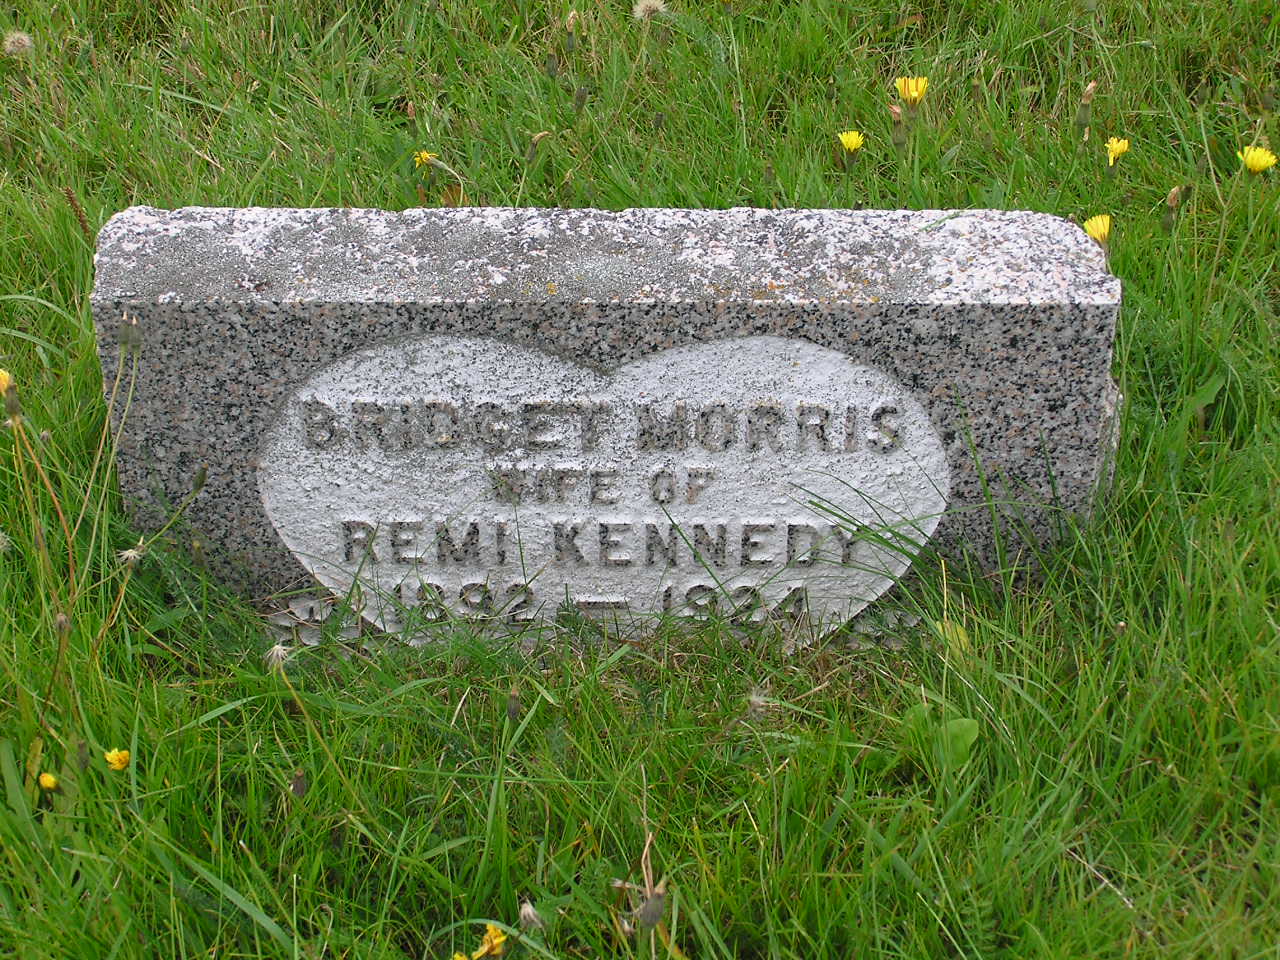 BRIDGET MORRIS
WIFE OF
REMI KENNEDY
1892 — 1924